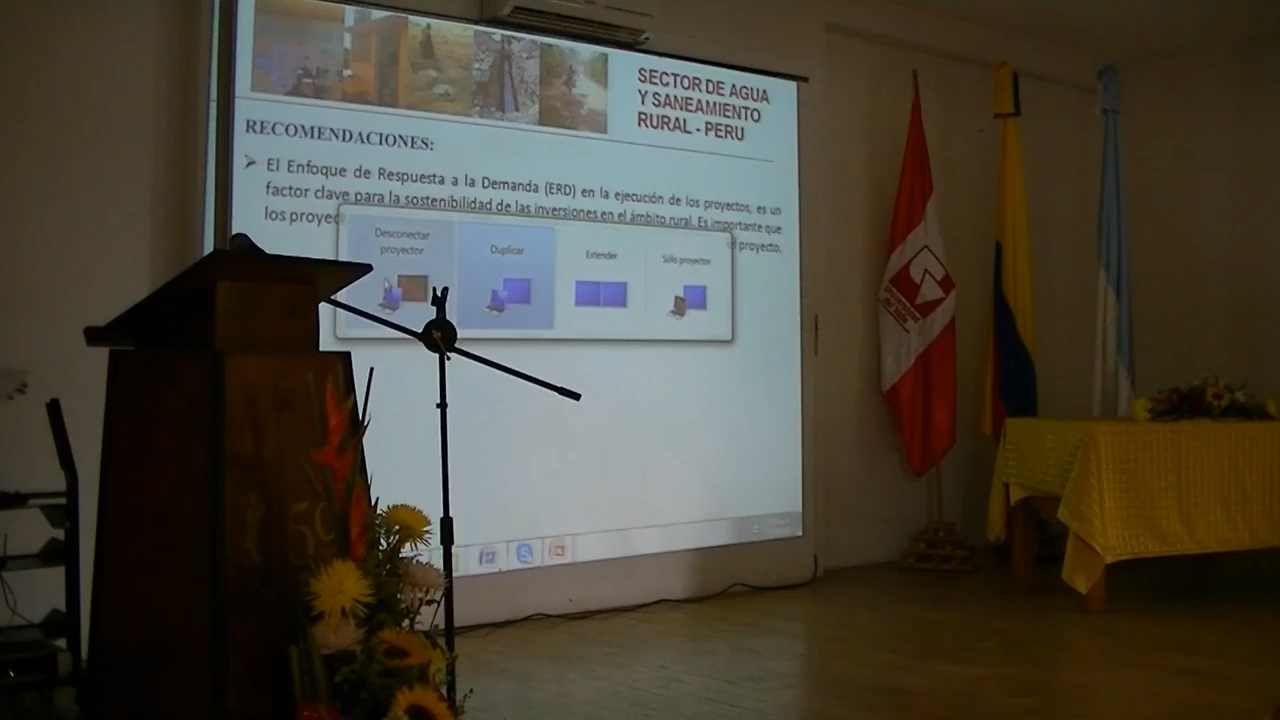 SECTOR DE AGUA
Y SANEAMIENTO
RURAL - PERU
RECOMENDACIONES:
➢ El Enfoque de Respuesta a la Demanda (ERD) en la ejecución de los proyectos, es un
factor clave para la sostenibilidad de las inversiones en el ámbito rural. Es importante que
los proyec
proyecto.
Desconectar
proyector
Duplicar
Extender
Sólo proyector
50